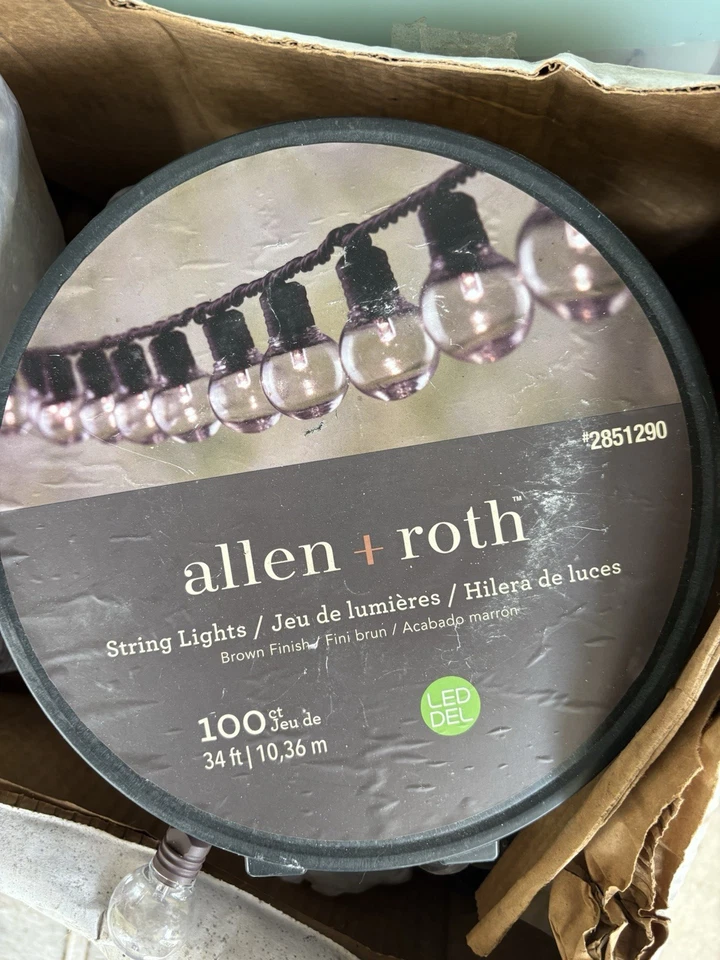 #2851290
allen + roth™
String Lights / Jeu de lumières / Hilera de luces
Brown Finish / Fini brun / Acabado marrón
100 ct Jeu de
34 ft | 10,36 m
LED
DEL